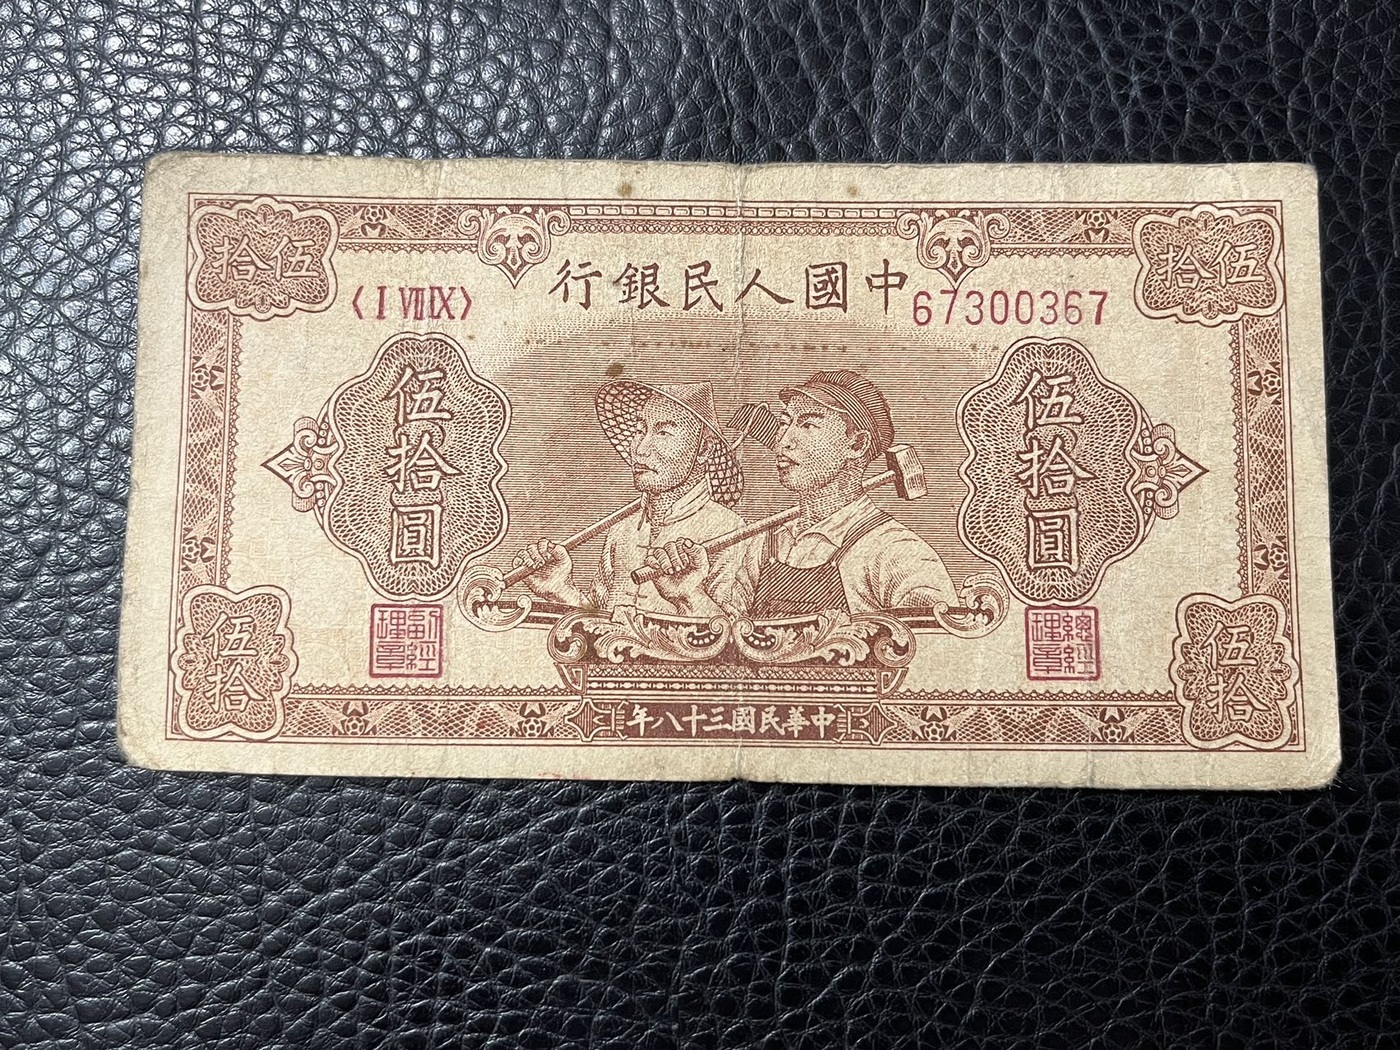 中國人民銀行
伍拾
伍拾
〈Ⅰ Ⅶ Ⅸ〉
67300367
伍拾圓
伍拾圓
總經理章
副經理章
伍拾
伍拾
中華民國三十八年